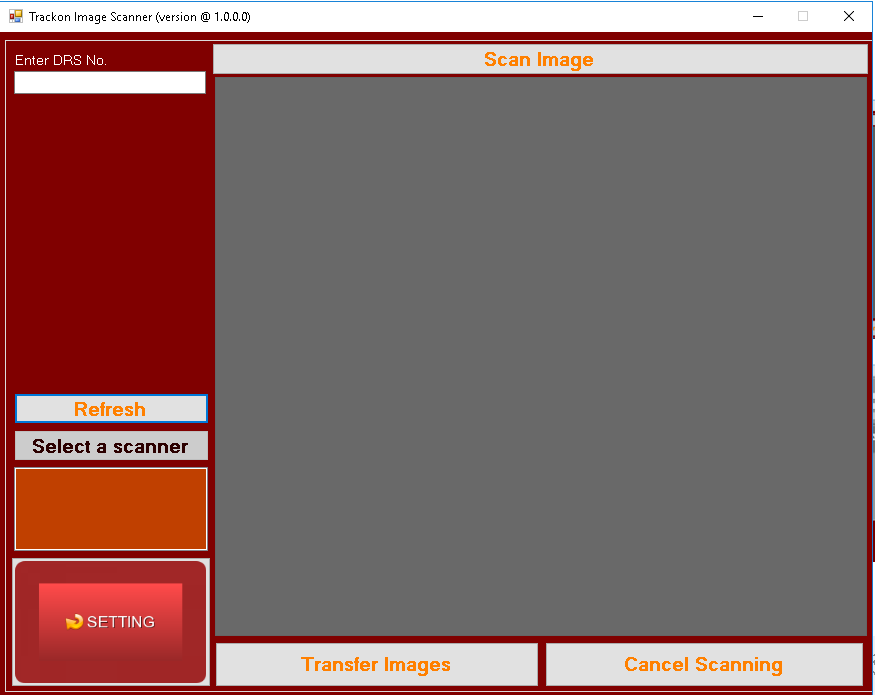 Trackon Image Scanner (version @ 1.0.0.0)
Enter DRS No.
Scan Image
Refresh
Select a scanner
SETTING
Transfer Images
Cancel Scanning